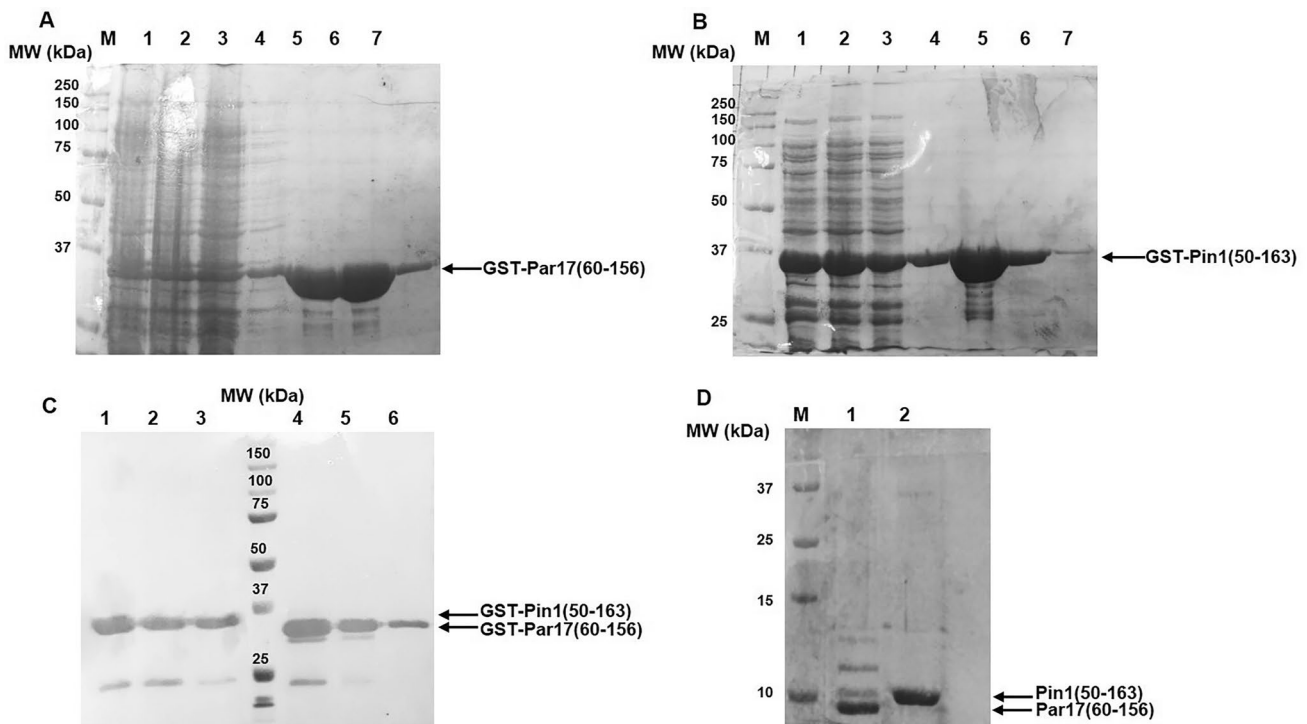 A
M 1 2 3 4 5 6 7
MW (kDa)
250
150
100
75
50
37
GST-Par17(60-156)
B
M 1 2 3 4 5 6 7
MW (kDa)
250
150
100
75
50
37
25
GST-Pin1(50-163)
C
MW (kDa)
1 2 3 4 5 6
150
100
75
50
37
25
GST-Pin1(50-163)
GST-Par17(60-156)
D
M 1 2
MW (kDa)
37
25
15
10
Pin1(50-163)
Par17(60-156)